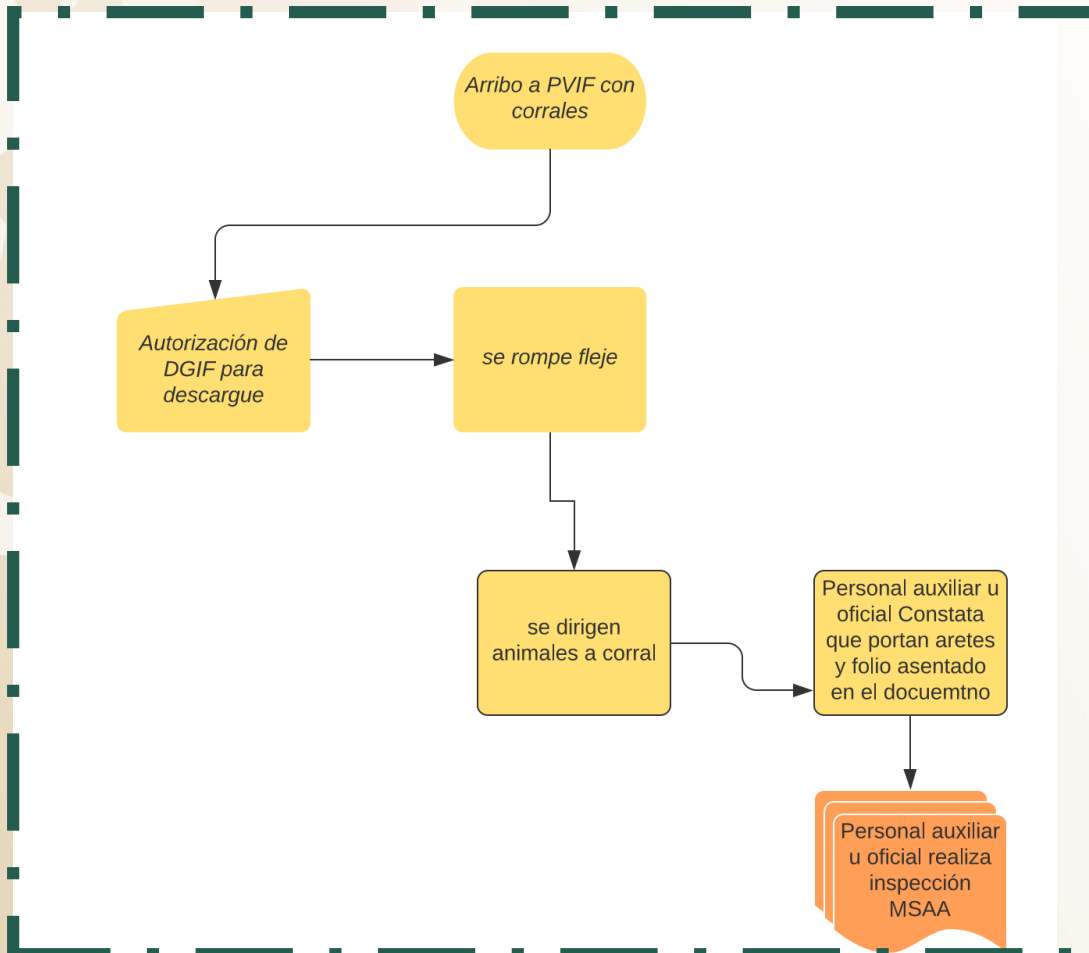 Arribo a PVIF con
corrales
Autorización de
DGIF para
descargue
se rompe fleje
se dirigen
animales a corral
Personal auxiliar u
oficial Constata
que portan aretes
y folio asentado
en el docuemtno
Personal auxiliar
u oficial realiza
inspección
MSAA